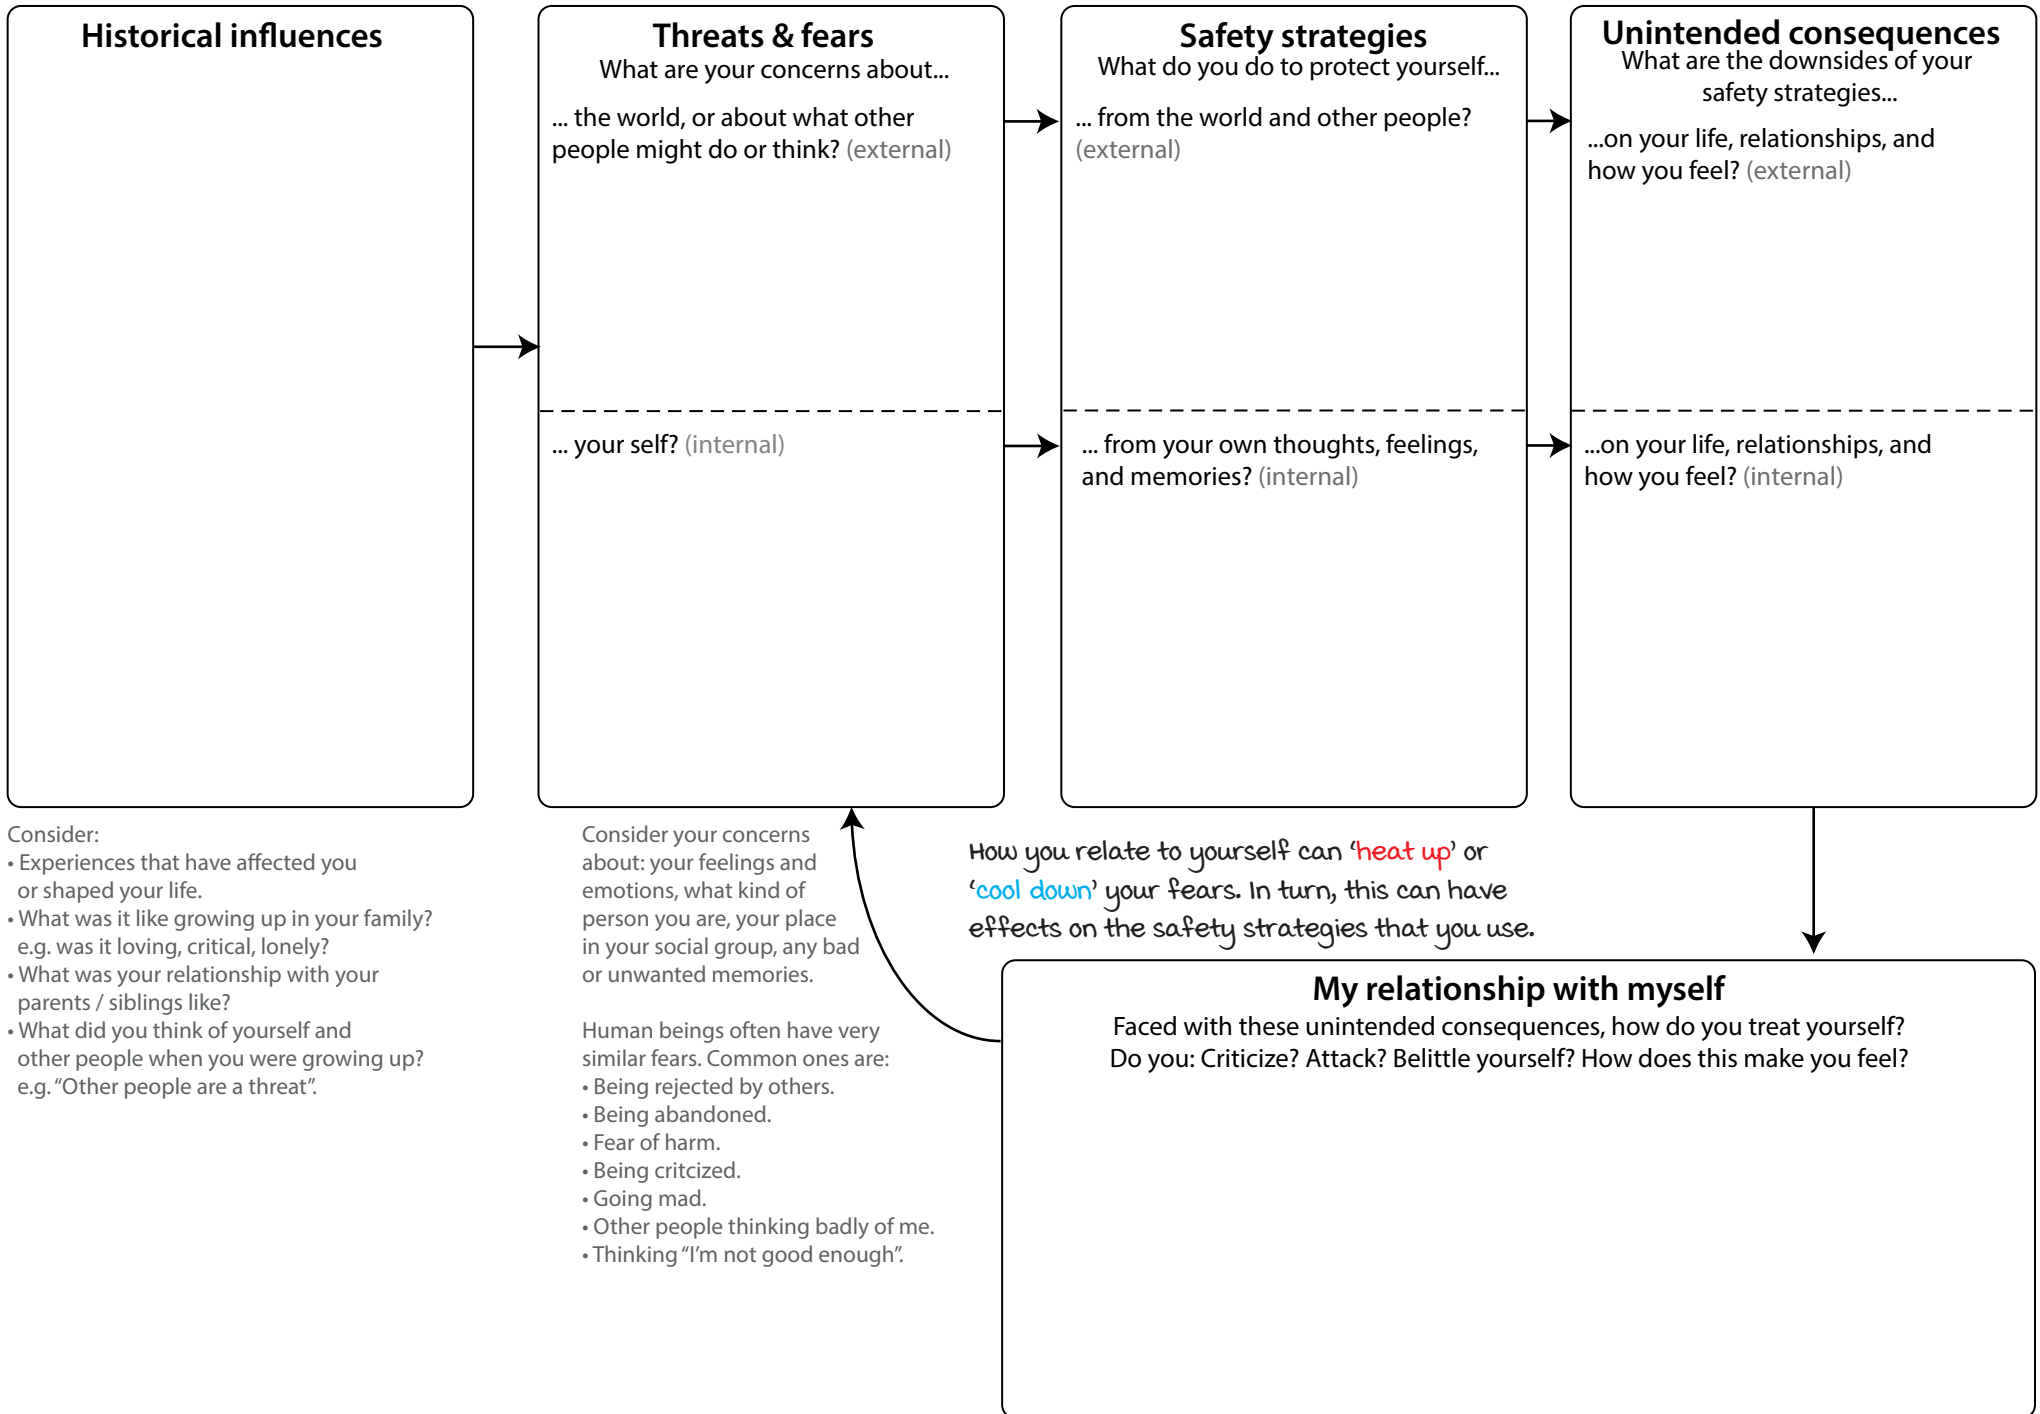 Historical influences
Threats & fears
What are your concerns about...
... the world, or about what other
people might do or think? (external)
... your self? (internal)
Safety strategies
What do you do to protect yourself...
... from the world and other people?
(external)
... from your own thoughts, feelings,
and memories? (internal)
Unintended consequences
What are the downsides of your
safety strategies...
...on your life, relationships, and
how you feel? (external)
...on your life, relationships, and
how you feel? (internal)
Consider:
• Experiences that have affected you
or shaped your life.
• What was it like growing up in your family?
e.g. was it loving, critical, lonely?
• What was your relationship with your
parents / siblings like?
• What did you think of yourself and
other people when you were growing up?
e.g. “Other people are a threat”.
Consider your concerns
about: your feelings and
emotions, what kind of
person you are, your place
in your social group, any bad
or unwanted memories.
Human beings often have very
similar fears. Common ones are:
• Being rejected by others.
• Being abandoned.
• Fear of harm.
• Being critcized.
• Going mad.
• Other people thinking badly of me.
• Thinking “I’m not good enough”.
How you relate to yourself can ‘heat up’ or
‘cool down’ your fears. In turn, this can have
effects on the safety strategies that you use.
My relationship with myself
Faced with these unintended consequences, how do you treat yourself?
Do you: Criticize? Attack? Belittle yourself? How does this make you feel?